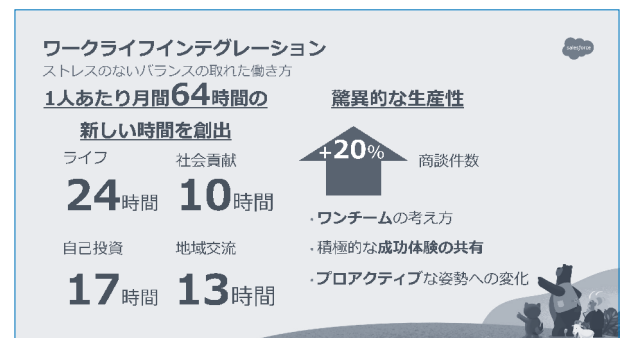 ワークライフインテグレーション
salesforce
ストレスのないバランスの取れた働き方
1人あたり月間64時間の
新しい時間を創出
ライフ
24時間
社会貢献
10時間
自己投資
17時間
地域交流
13時間
驚異的な生産性
+20%
商談件数
・ワンチームの考え方
・積極的な成功体験の共有
・プロアクティブな姿勢への変化